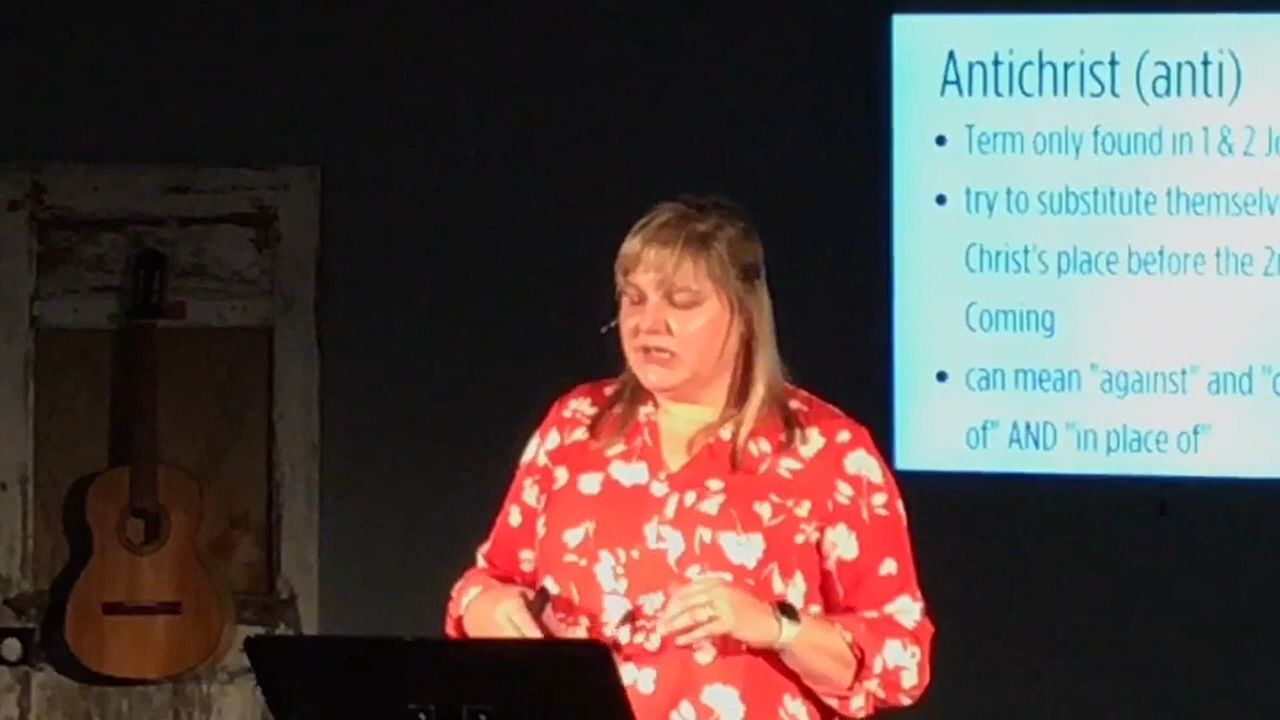 Antichrist (anti)
• Term only found in 1 & 2
• try to substitute
Christ's place before the
Coming
• can mean "against" and
of" AND "in place of"